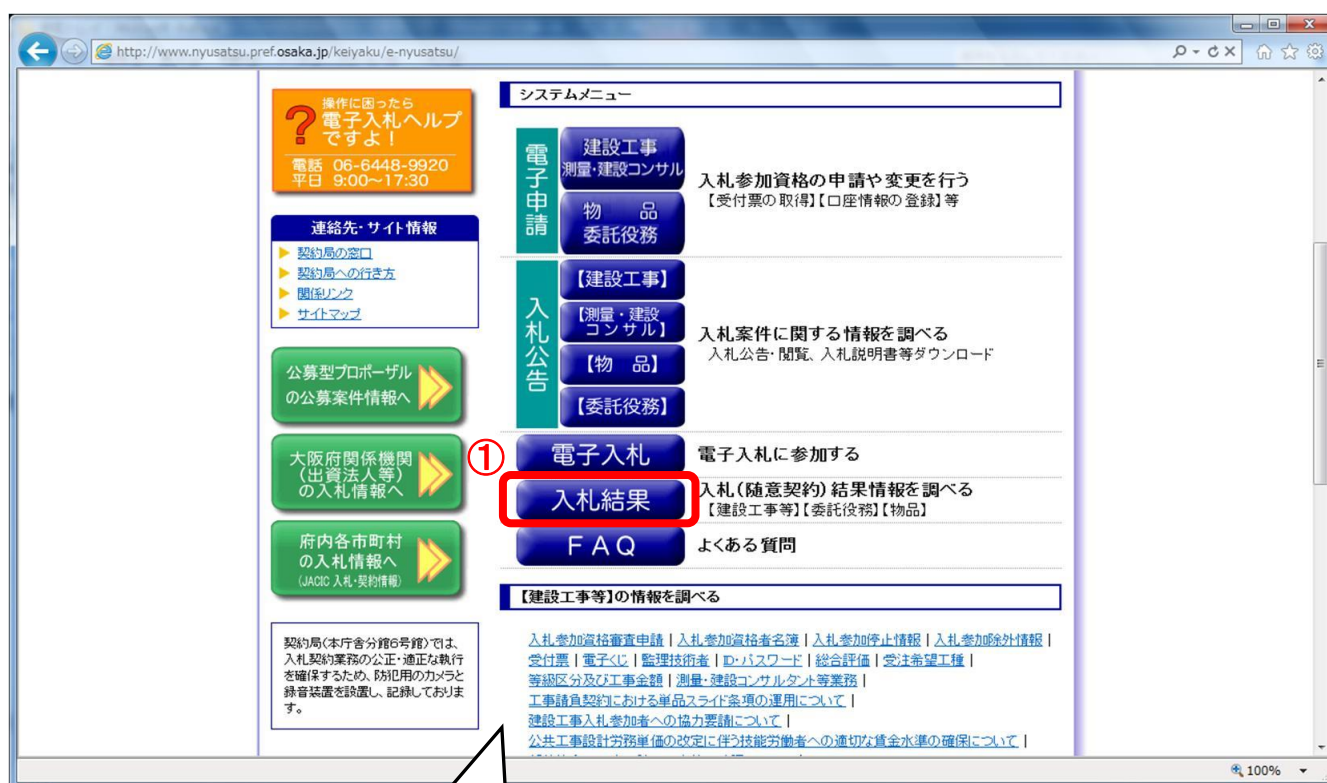 http://www.nyusatsu.pref.osaka.jp/keiyaku/e-nyusatsu/
操作に困ったら
電子入札ヘルプ
ですよ！
電話 06-6448-9920
平日 9:00～17:30
連絡先・サイト情報
契約局の窓口
契約局への行き方
関係リンク
サイトマップ
公募型プロポーザル
の公募案件情報へ
大阪府関係機関
（出資法人等）
の入札情報へ
府内各市町村
の入札情報へ
(JACIC 入札・契約情報)
契約局(本庁舎分館6号館)では、
入札契約業務の公正・適正な執行
を確保するため、防犯用のカメラと
録音装置を設置し、記録しておりま
す。
システムメニュー
電子申請
建設工事
測量・建設コンサル
物　品
委託役務
入札参加資格の申請や変更を行う
【受付票の取得】【口座情報の登録】等
入札公告
【建設工事】
【測量・建設
コンサル】
【物　品】
【委託役務】
入札案件に関する情報を調べる
入札公告・閲覧、入札説明書等ダウンロード
①
電子入札
電子入札に参加する
入札結果
入札(随意契約)結果情報を調べる
【建設工事等】【委託役務】【物品】
ＦＡＱ
よくある質問
【建設工事等】の情報を調べる
入札参加資格審査申請 | 入札参加資格者名簿 | 入札参加停止情報 | 入札参加除外情報 |
受付票 | 電子くじ | 監理技術者 | ID・パスワード | 総合評価 | 受注希望工種 |
等級区分及び工事金額 | 測量・建設コンサルタント等業務 |
工事請負契約における単品スライド条項の運用について |
建設工事入札参加者への協力要請について |
公共工事設計労務単価の改定に伴う技能労働者への適切な賃金水準の確保について |
100%